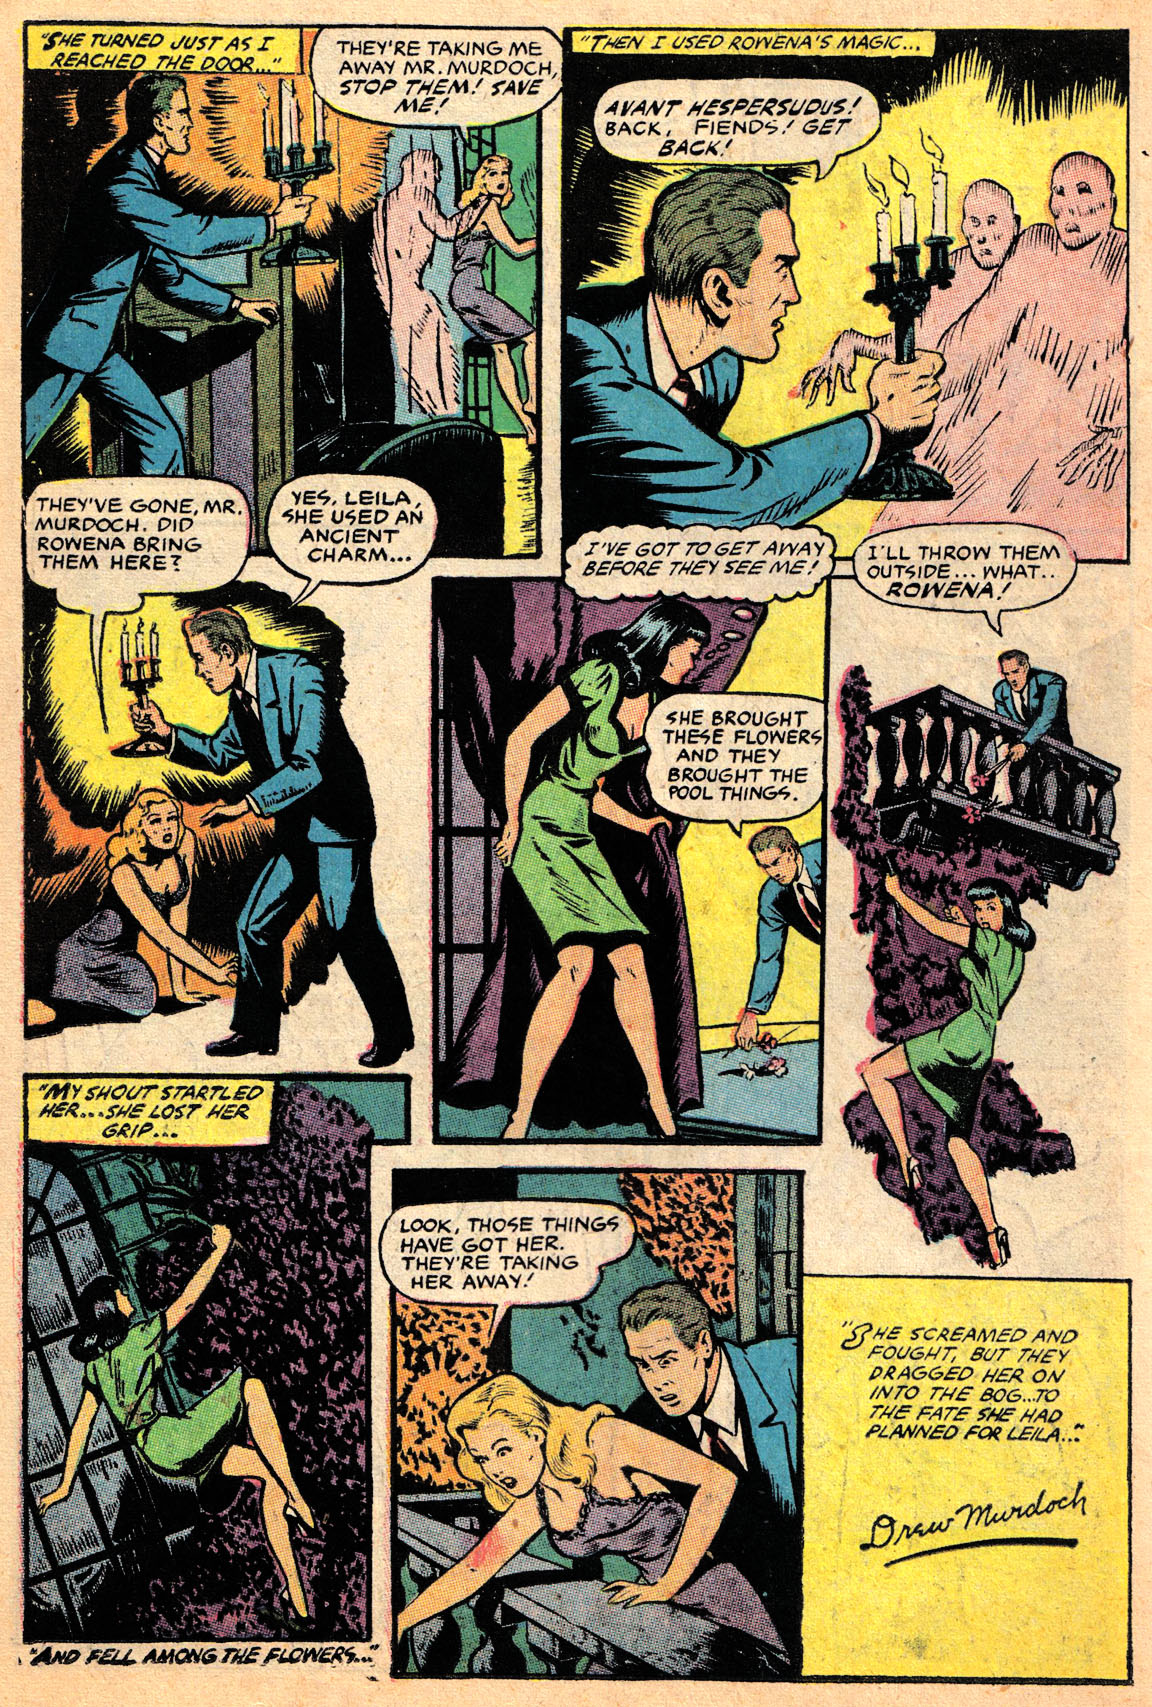 "SHE TURNED JUST AS I
REACHED THE DOOR..."
THEY'RE TAKING ME
AWAY MR. MURDOCH,
STOP THEM! SAVE
ME!
"THEN I USED ROWENA'S MAGIC...
AVANT HESPERSUDUS!
BACK, FIENDS! GET
BACK!
THEY'VE GONE, MR.
MURDOCH. DID
ROWENA BRING
THEM HERE?
YES, LEILA,
SHE USED AN
ANCIENT
CHARM...
I'VE GOT TO GET AWAY
BEFORE THEY SEE ME!
SHE BROUGHT
THESE FLOWERS
AND THEY
BROUGHT THE
POOL THINGS.
I'LL THROW THEM
OUTSIDE... WHAT..
ROWENA!
"MY SHOUT STARTLED
HER...SHE LOST HER
GRIP...
"AND FELL AMONG THE FLOWERS..."
LOOK, THOSE THINGS
HAVE GOT HER.
THEY'RE TAKING
HER AWAY!
"SHE SCREAMED AND
FOUGHT, BUT THEY
DRAGGED HER ON
INTO THE BOG...TO
THE FATE SHE HAD
PLANNED FOR LEILA..."
Drew Murdoch